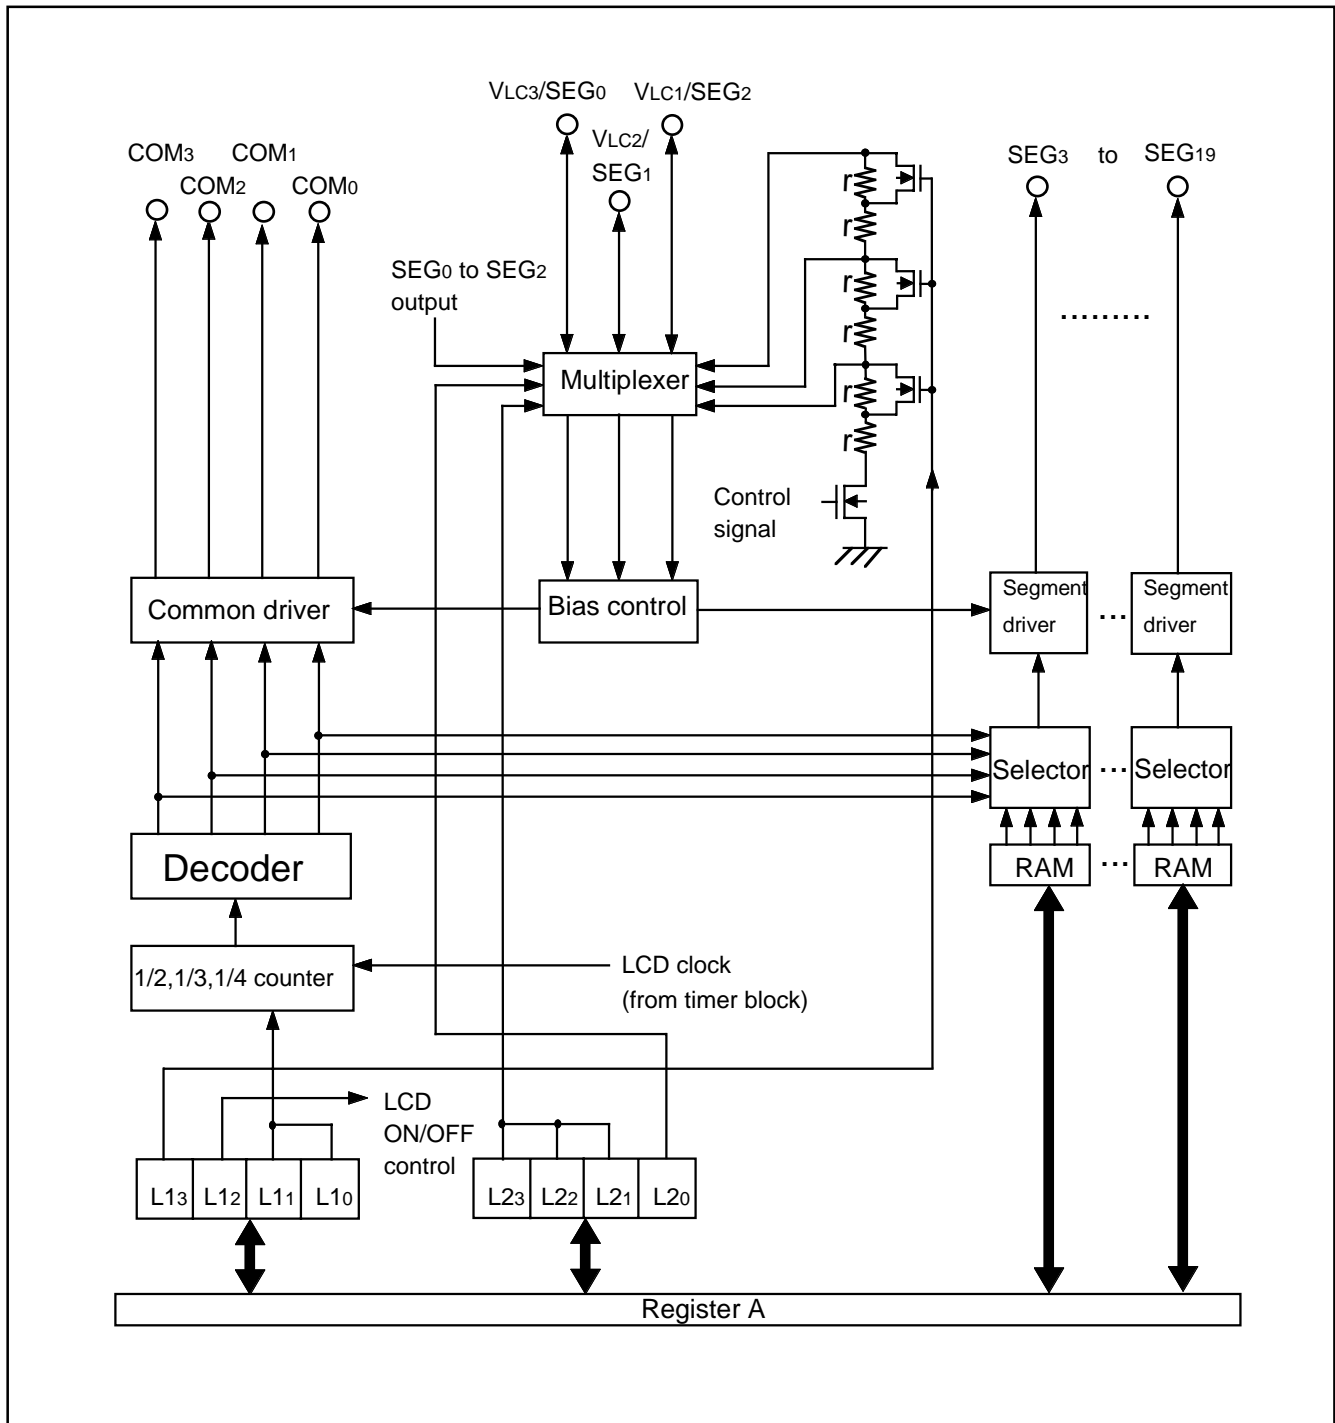 VLC3/SEG0 VLC1/SEG2
VLC2/
SEG1
COM3 COM1
COM2 COM0
SEG3 to SEG19
SEG0 to SEG2
output
r
r
r
r
r
r
Multiplexer
Control
signal
Common driver
Bias control
Segment
driver
...
Segment
driver
Selector ... Selector
Decoder
RAM ... RAM
1/2,1/3,1/4 counter
LCD clock
(from timer block)
LCD
ON/OFF
control
L13 L12 L11 L10
L23 L22 L21 L20
Register A